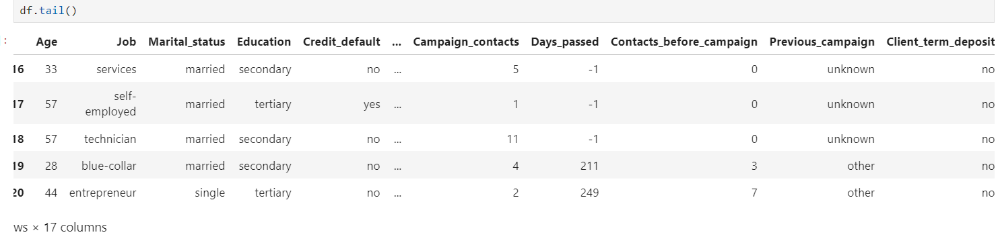 df.tail()
: Age Job Marital_status Education Credit_default ... Campaign_contacts Days_passed Contacts_before_campaign Previous_campaign Client_term_deposit
16 33 services married secondary no ... 5 -1 0 unknown no
17 57 self-employed married tertiary yes ... 1 -1 0 unknown no
18 57 technician married secondary no ... 11 -1 0 unknown no
19 28 blue-collar married secondary no ... 4 211 3 other no
20 44 entrepreneur single tertiary no ... 2 249 7 other no
ws × 17 columns